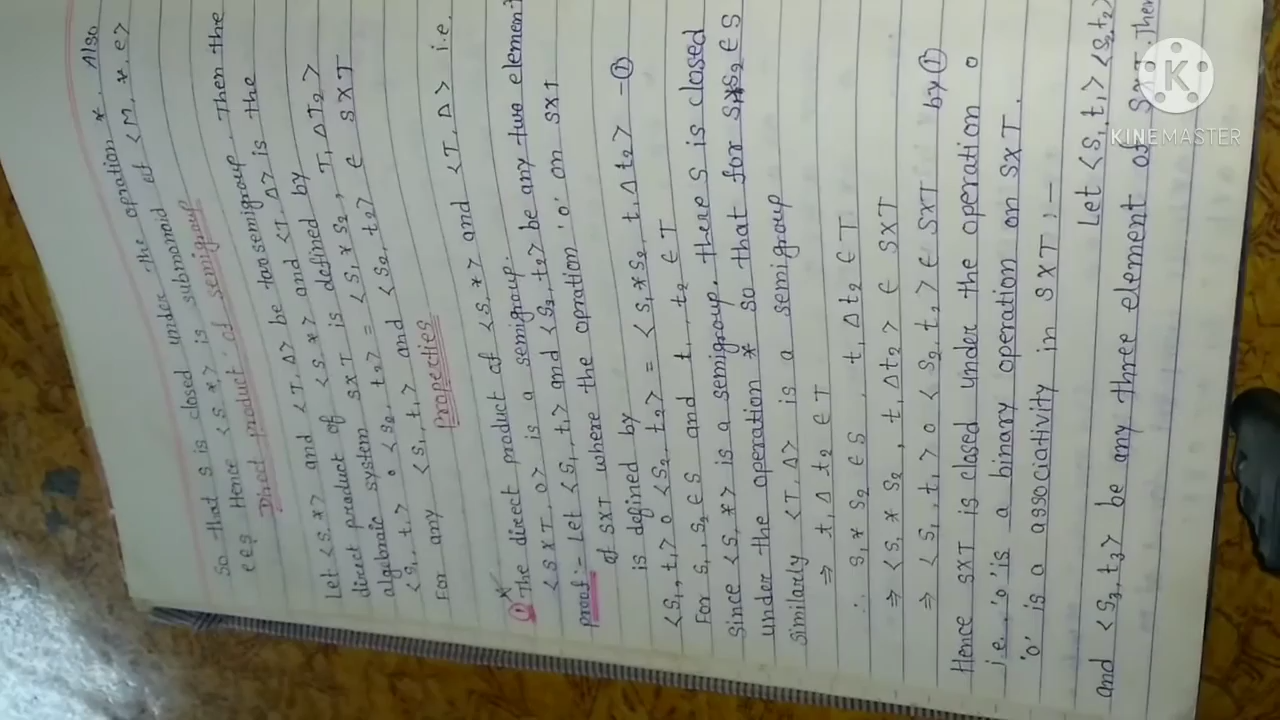 So that S is closed under the opration *. Also
e∈S Hence <S, *> is submonoid of <M, *, e>
Direct product of semigroup
Let <S, *> and <T, Δ> be two semigroup. Then the
direct product of <S, *> and <T, Δ> is the
algebraic system S×T is defined by
<s₁, t₁> o <s₂, t₂> = <s₁ * s₂, T₁ Δ T₂>
For any <s₁, t₁> and <s₂, t₂> ∈ S×T
Properties
① The direct product of <S, *> and <T, Δ> i.e.
<S×T, o> is a semigroup.
proof:- Let <s₁, t₁> and <s₂, t₂> be any two element
of S×T where the opration 'o' on S×T
is defined by
<s₁, t₁> o <s₂, t₂> = <s₁ * s₂, t₁ Δ t₂> -①
For s₁, s₂ ∈ S and t₁, t₂ ∈ T
Since <S, *> is a semigroup. there S is closed
under the operation * so that for s₁*s₂ ∈ S
Similarly <T, Δ> is a semigroup
⇒ t₁ Δ t₂ ∈ T
∴ s₁ * s₂ ∈ S, t₁ Δ t₂ ∈ T
⇒ <s₁ * s₂, t₁ Δ t₂> ∈ S×T
⇒ <s₁, t₁> o <s₂, t₂> ∈ S×T by ①
Hence S×T is closed under the operation o
i.e., 'o' is a binary operation on S×T.
'o' is a associativity in S×T :-
Let <s₁ t₁> <s₂ t₂>
and <s₃, t₃> be any three element of S×T, Then
KINEMASTER